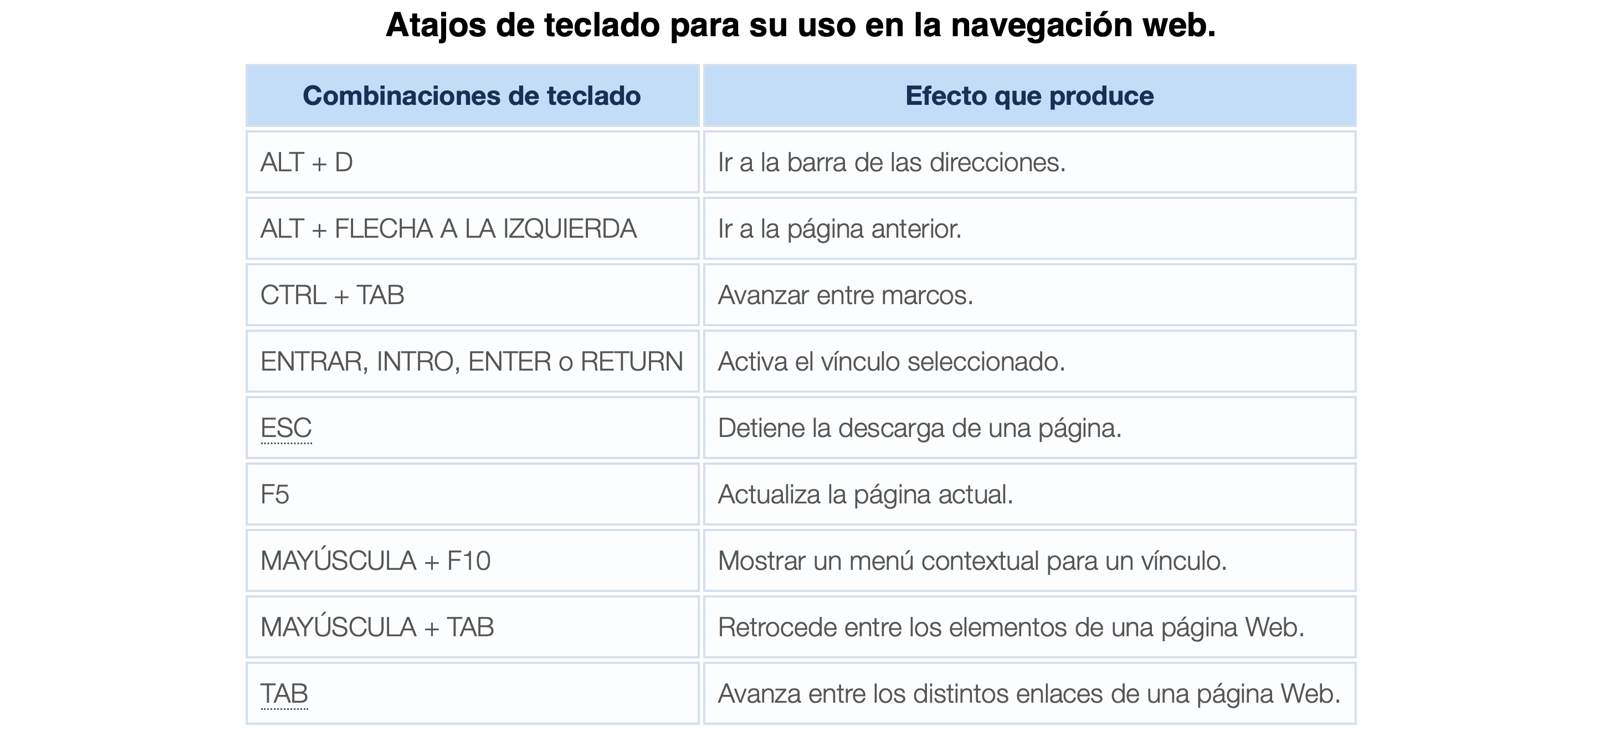 Atajos de teclado para su uso en la navegación web.
Combinaciones de teclado Efecto que produce
ALT + D Ir a la barra de las direcciones.
ALT + FLECHA A LA IZQUIERDA Ir a la página anterior.
CTRL + TAB Avanzar entre marcos.
ENTRAR, INTRO, ENTER o RETURN Activa el vínculo seleccionado.
ESC Detiene la descarga de una página.
F5 Actualiza la página actual.
MAYÚSCULA + F10 Mostrar un menú contextual para un vínculo.
MAYÚSCULA + TAB Retrocede entre los elementos de una página Web.
TAB Avanza entre los distintos enlaces de una página Web.